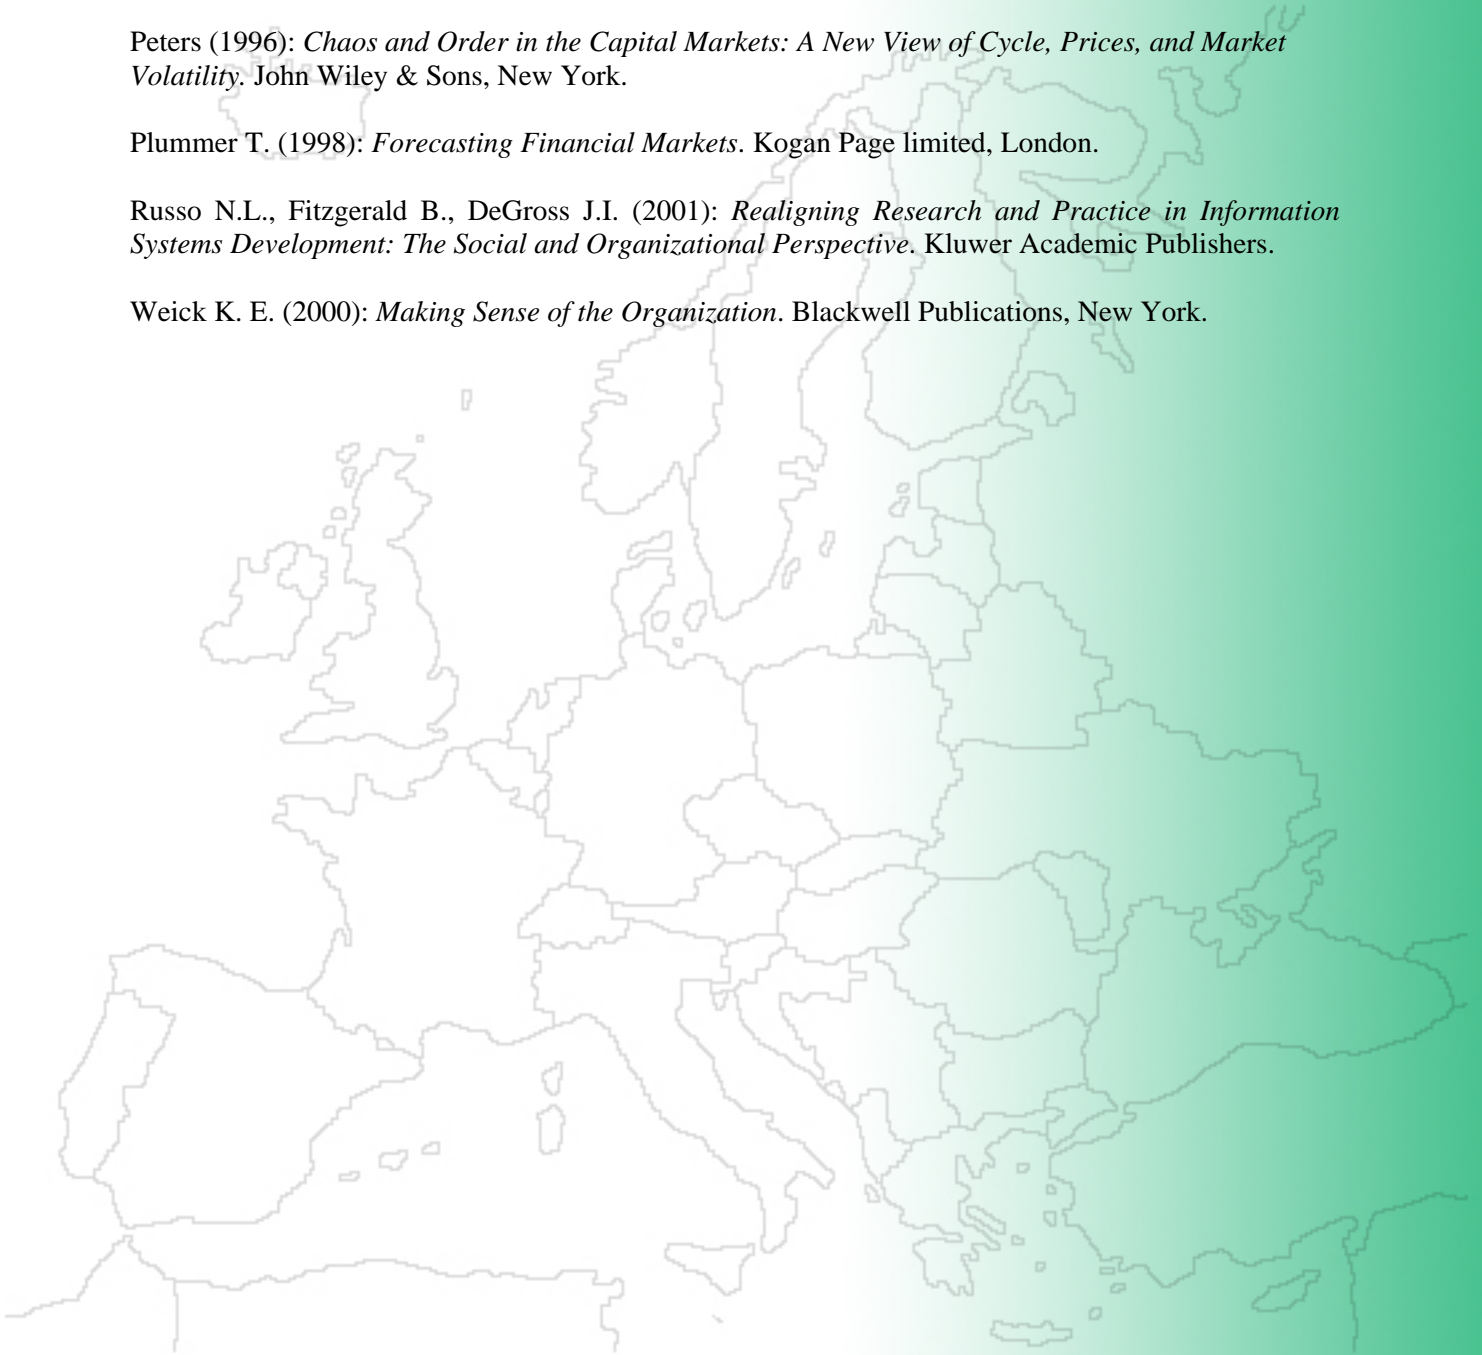 Peters (1996): Chaos and Order in the Capital Markets: A New View of Cycle, Prices, and Market
Volatility. John Wiley & Sons, New York.
Plummer T. (1998): Forecasting Financial Markets. Kogan Page limited, London.
Russo N.L., Fitzgerald B., DeGross J.I. (2001): Realigning Research and Practice in Information
Systems Development: The Social and Organizational Perspective. Kluwer Academic Publishers.
Weick K. E. (2000): Making Sense of the Organization. Blackwell Publications, New York.